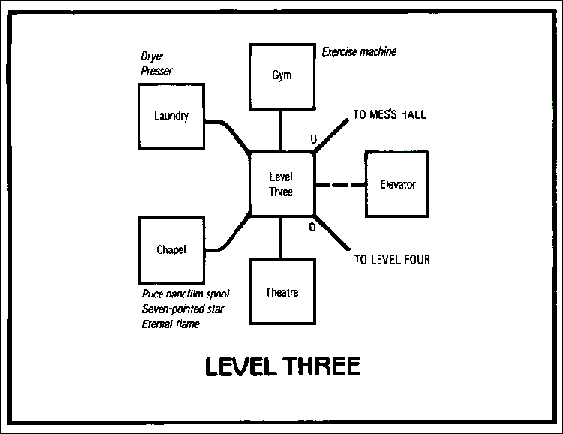 Dryer
Presser
Exercise machine
Gym
Laundry
TO MESS HALL
U
Level
Three
Elevator
D
Chapel
TO LEVEL FOUR
Puce nanofilm spool
Seven-pointed star
Eternal flame
Theatre
LEVEL THREE